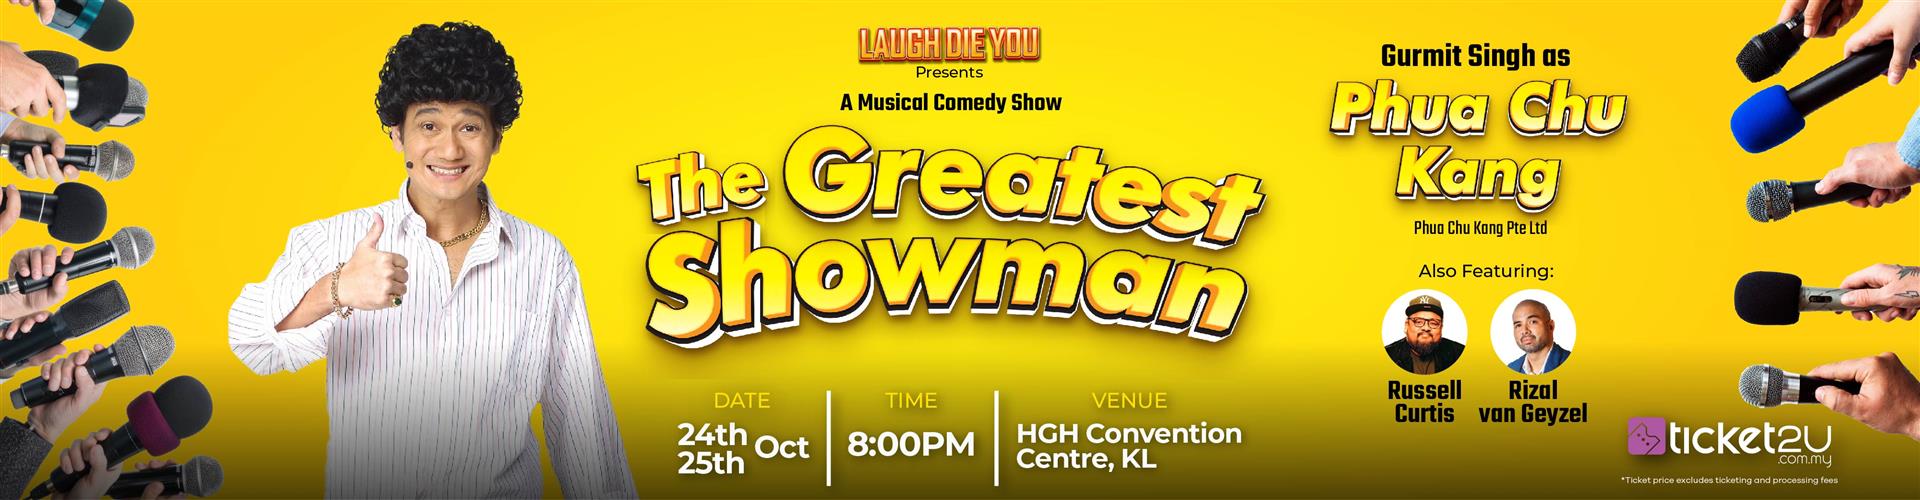 LAUGH DIE YOU
Presents
A Musical Comedy Show
The Greatest
Showman
DATE
24th
25th
Oct
TIME
8:00PM
VENUE
HGH Convention
Centre, KL
Gurmit Singh as
Phua Chu
Kang
Phua Chu Kang Pte Ltd
Also Featuring:
Russell
Curtis
Rizal
van Geyzel
ticket2u
.com.my
*Ticket price excludes ticketing and processing fees